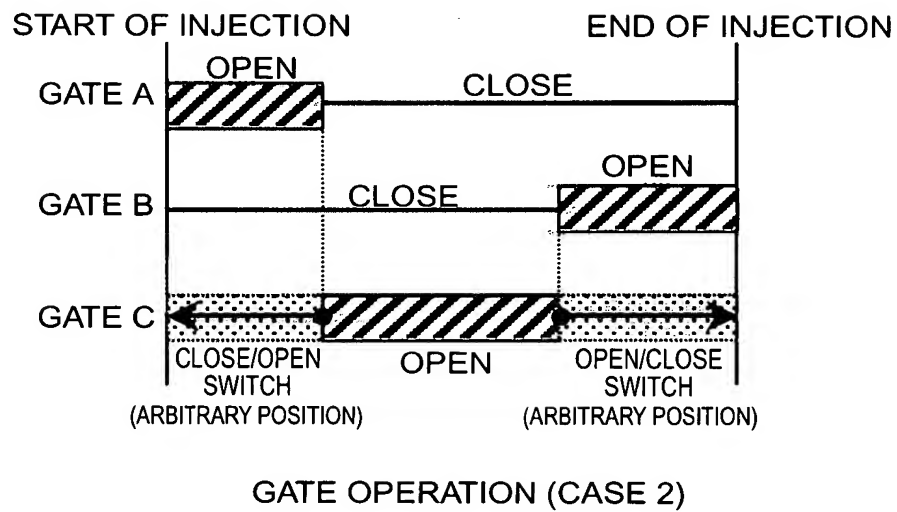 START OF INJECTION
END OF INJECTION
OPEN
GATE A
CLOSE
OPEN
GATE B
CLOSE
GATE C
CLOSE/OPEN
SWITCH
(ARBITRARY POSITION)
OPEN
OPEN/CLOSE
SWITCH
(ARBITRARY POSITION)
GATE OPERATION (CASE 2)